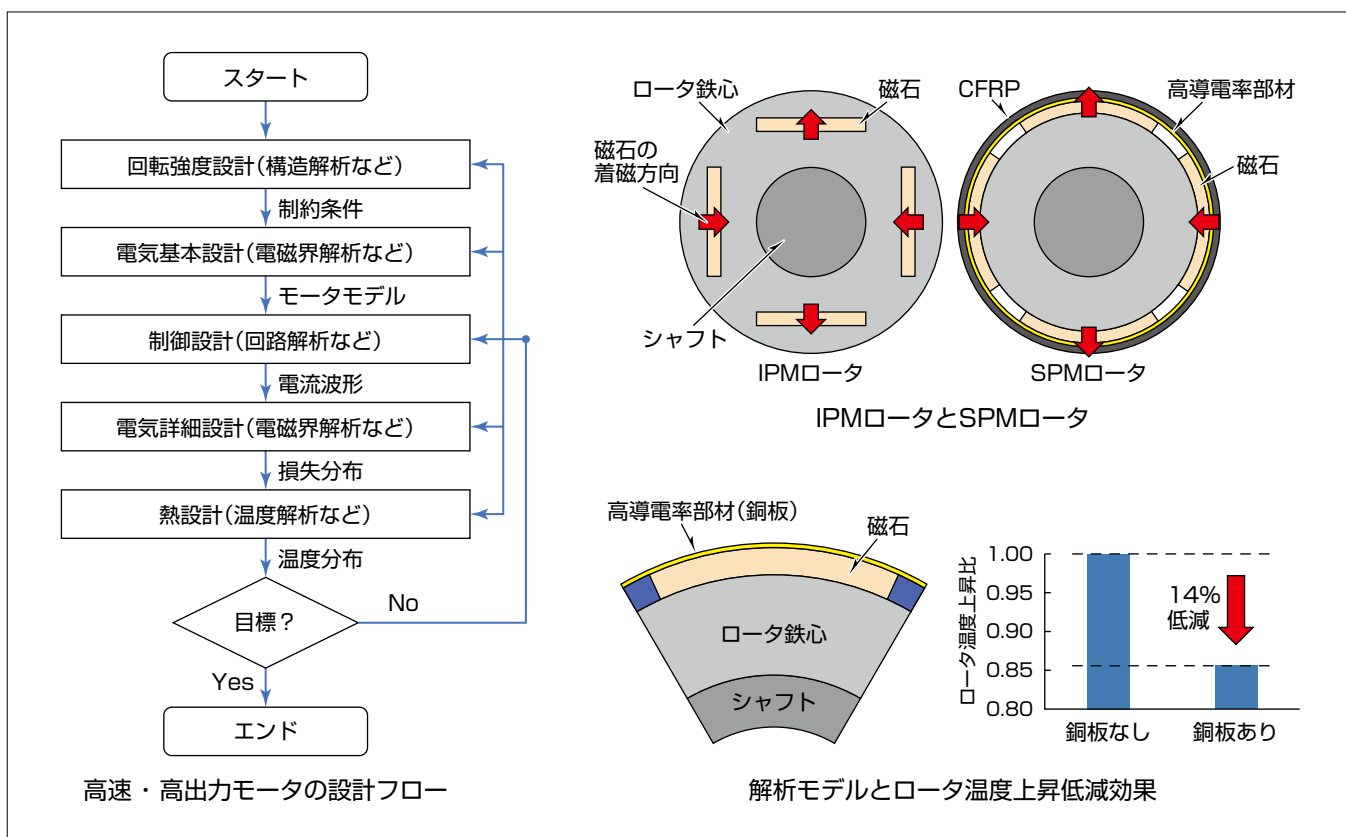 スタート
回転強度設計(構造解析など)
制約条件
電気基本設計(電磁界解析など)
モータモデル
制御設計(回路解析など)
電流波形
電気詳細設計(電磁界解析など)
損失分布
熱設計(温度解析など)
温度分布
目標？
No
Yes
エンド
高速・高出力モータの設計フロー
ロータ鉄心
磁石
磁石の
着磁方向
シャフト
IPMロータ
CFRP
高導電率部材
磁石
SPMロータ
IPMロータとSPMロータ
高導電率部材(銅板)
磁石
ロータ鉄心
シャフト
ロータ温度上昇比
1.00
0.95
0.90
0.85
0.80
14%
低減
銅板なし
銅板あり
解析モデルとロータ温度上昇低減効果